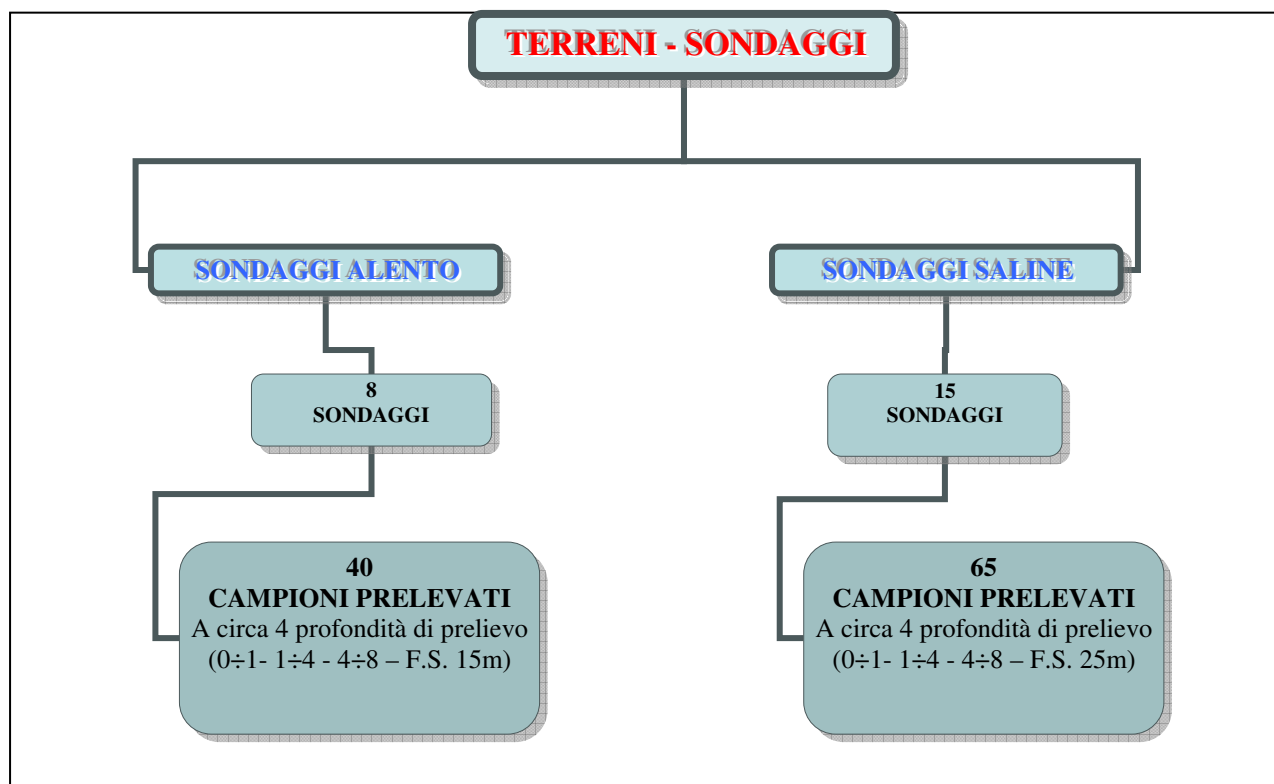 TERRENI - SONDAGGI
SONDAGGI ALENTO
8
SONDAGGI
40
CAMPIONI PRELEVATI
A circa 4 profondità di prelievo
(0÷1- 1÷4 - 4÷8 – F.S. 15m)
SONDAGGI SALINE
15
SONDAGGI
65
CAMPIONI PRELEVATI
A circa 4 profondità di prelievo
(0÷1- 1÷4 - 4÷8 – F.S. 25m)